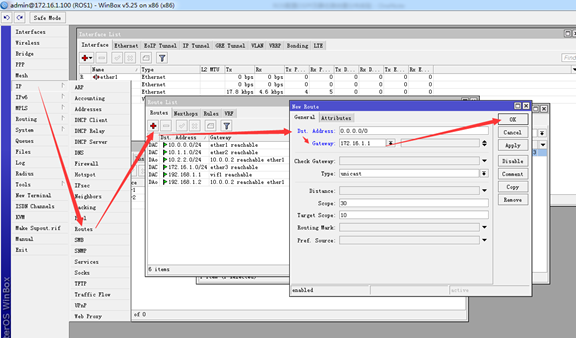 admin@172.16.1.100 (ROS1) - WinBox v5.25 on x86 (x86)
Safe Mode
Interfaces
Wireless
Bridge
PPP
Mesh
IP
IPv6
MPLS
Routing
System
Queues
Files
Log
Radius
Tools
New Terminal
ISDN Channels
KVM
Make Supout.rif
Manual
Exit
ARP
Accounting
Addresses
DHCP Client
DHCP Relay
DHCP Server
DNS
Firewall
Hotspot
IPsec
Neighbors
Packing
Pool
Routes
SMB
SNMP
Services
Socks
TFTP
Traffic Flow
UPnP
Web Proxy
Interface List
Interface Ethernet EoIP Tunnel IP Tunnel GRE Tunnel VLAN VRRP Bonding LTE
Name Type L2 MTU Tx Rx Tx P... Rx P... Tx D... Rx D... Tx E... Rx E...
R ether1 Ethernet 0 bps 0 bps 0 0 0 0 0 0
Ethernet 0 bps 0 bps 0 0 0 0 0 0
Ethernet 17.8 kbps 4.6 kbps 4 5 0 0 0 0
Route List
Routes Nexthops Rules VRF
Dst. Address Gateway
DAC 10.0.0.0/24 ether1 reachable
DAC 10.1.1.0/24 ether2 reachable
DAo 10.2.2.0/24 10.0.0.2 reachable ether1
DAC 172.16.1.0/24 ether3 reachable
DAC 192.168.1.1 vif1 reachable
DAo 192.168.1.2 10.0.0.2 reachable ether1
6 items
of 0
New Route
General Attributes
Dst. Address: 0.0.0.0/0
Gateway: 172.16.1.1
Check Gateway:
Type: unicast
Distance:
Scope: 30
Target Scope: 10
Routing Mark:
Pref. Source:
enabled
active
OK
Cancel
Apply
Disable
Comment
Copy
Remove